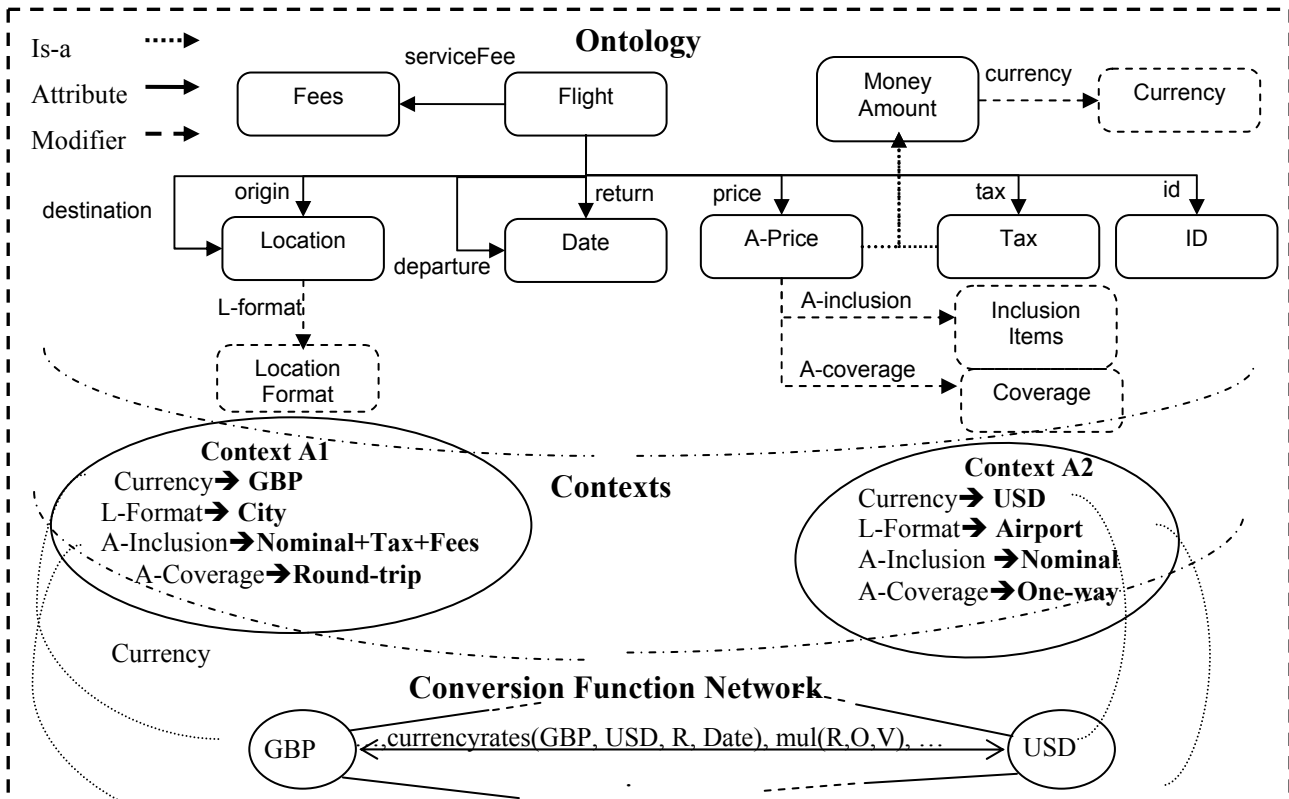 Ontology
Is-a
Attribute
Modifier
serviceFee
Fees
Flight
Money
Amount
currency
Currency
destination
origin
departure
return
price
tax
id
Location
Date
A-Price
Tax
ID
L-format
A-inclusion
Inclusion
Items
Location
Format
A-coverage
Coverage
Context A1
Currency➔ GBP
L-Format➔ City
A-Inclusion➔Nominal+Tax+Fees
A-Coverage➔Round-trip
Contexts
Context A2
Currency➔ USD
L-Format➔ Airport
A-Inclusion ➔Nominal
A-Coverage➔One-way
Currency
Conversion Function Network
GBP
…,currencyrates(GBP, USD, R, Date), mul(R,O,V), …
USD